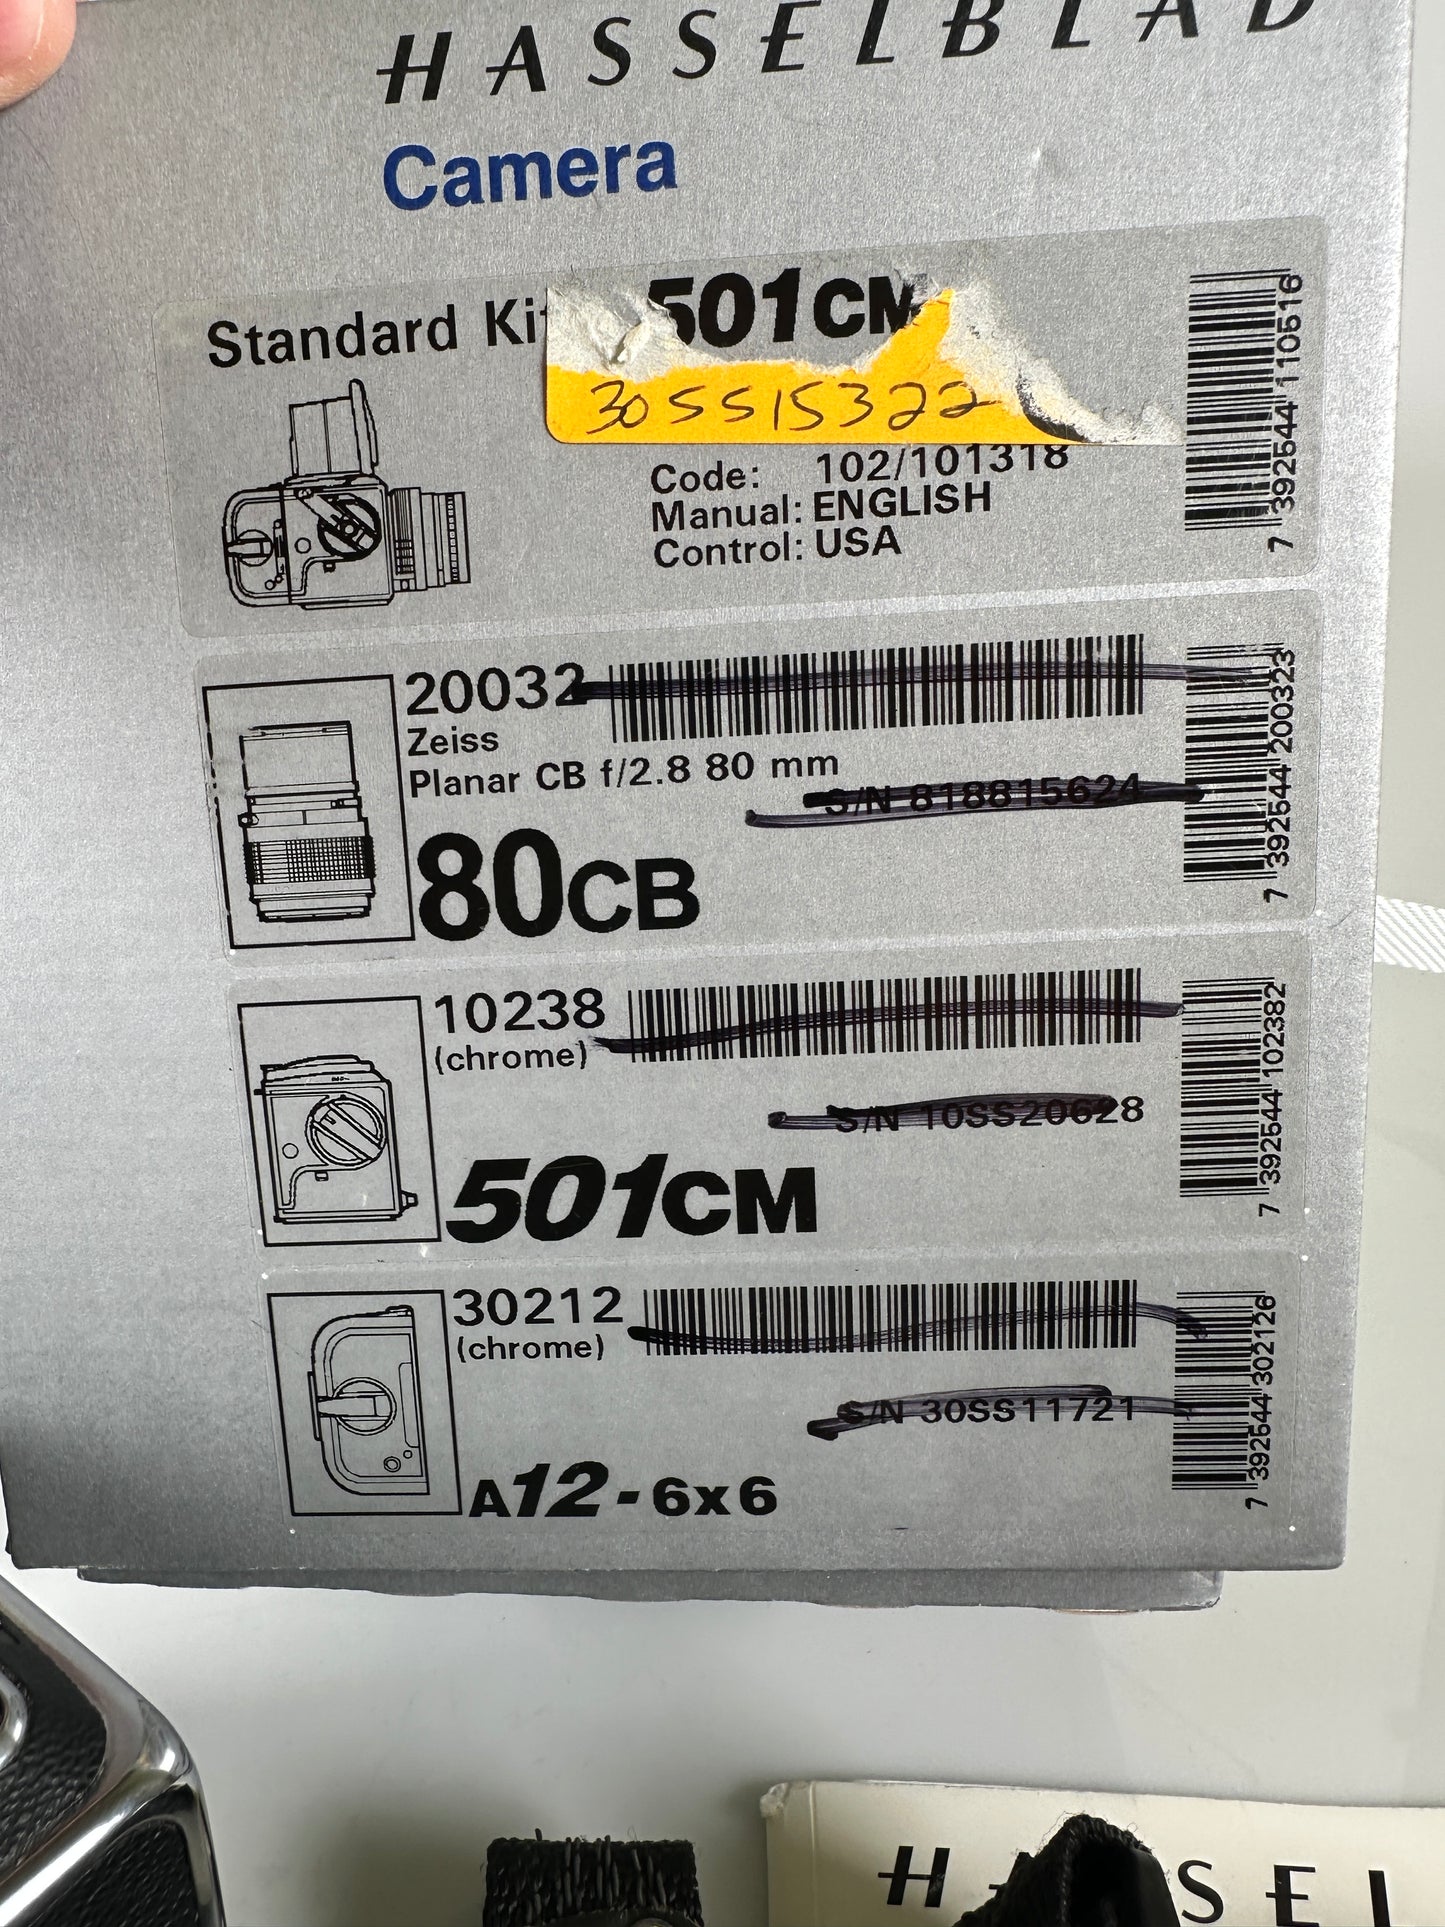 HASSELBLAD
Camera
Standard Kit 501CM
30SS15322
Code: 102/101318
Manual: ENGLISH
Control: USA
7 392544 110516
20032
Zeiss
Planar CB f/2.8 80 mm
S/N 818815624
80CB
7 392544 200323
10238
(chrome)
S/N 10SS20628
501CM
7 392544 102382
30212
(chrome)
S/N 30SS11721
A12-6x6
7 392544 302126